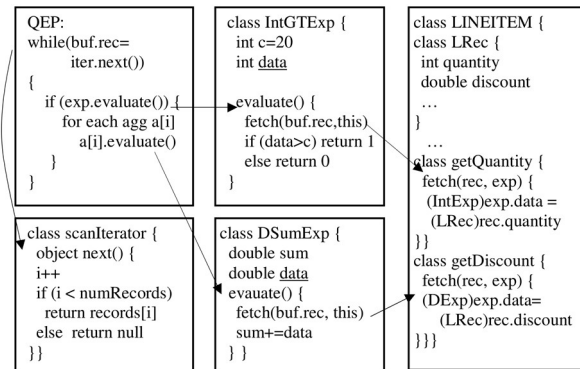 QEP:
while(buf.rec=
iter.next())
{
if (exp.evaluate()) {
for each agg a[i]
a[i].evaluate()
}
}
class IntGTExp {
int c=20
int data
evaluate() {
fetch(buf.rec,this)
if (data>c) return 1
else return 0
}
class LINEITEM {
class LRec {
int quantity
double discount
…
}
…
class getQuantity {
fetch(rec, exp) {
(IntExp)exp.data =
(LRec)rec.quantity
}}
class getDiscount {
fetch(rec, exp) {
(DExp)exp.data=
(LRec)rec.discount
}}}
class scanIterator {
object next() {
i++
if (i < numRecords)
return records[i]
else return null
}}
class DSumExp {
double sum
double data
evauate() {
fetch(buf.rec, this)
sum+=data
} }